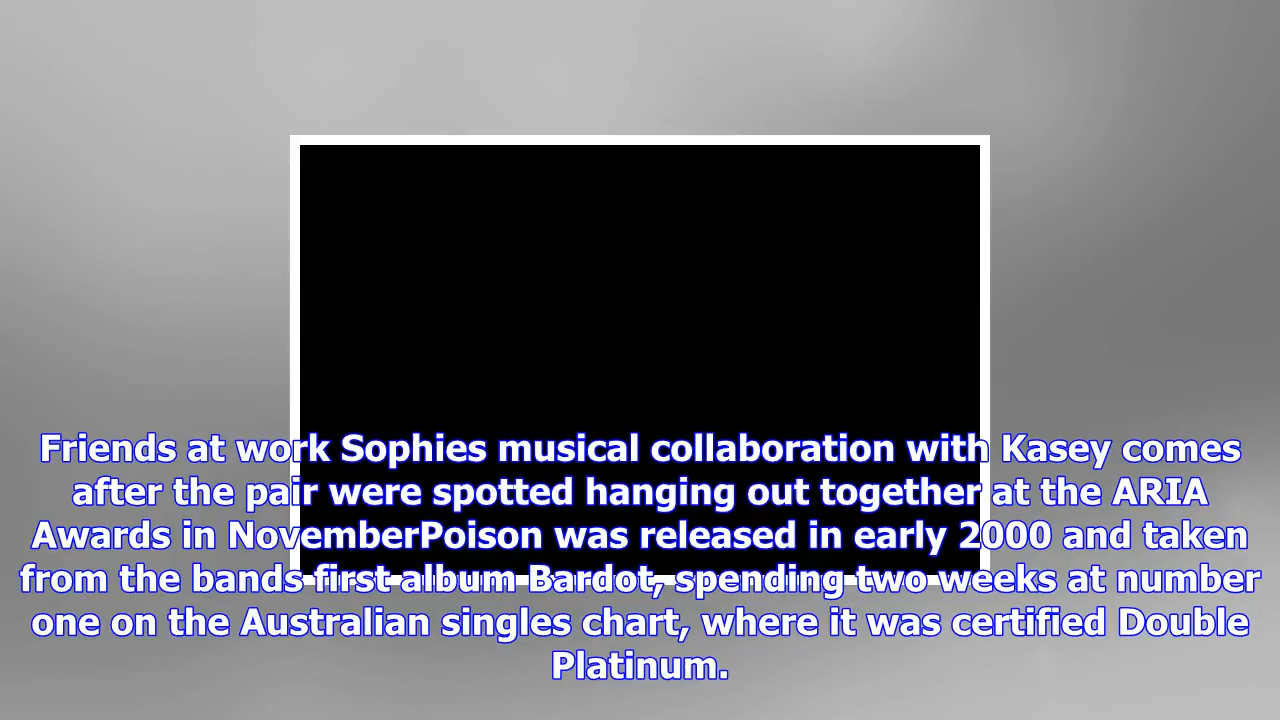 Friends at work Sophies musical collaboration with Kasey comes
after the pair were spotted hanging out together at the ARIA
Awards in NovemberPoison was released in early 2000 and taken
from the bands first album Bardot, spending two weeks at number
one on the Australian singles chart, where it was certified Double
Platinum.